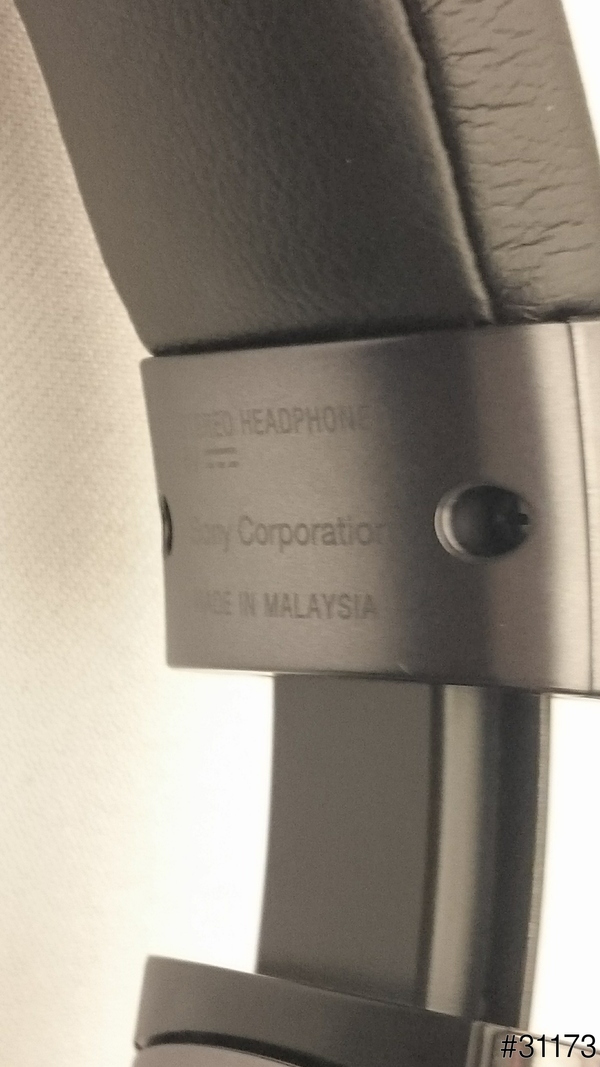 HEADPHONE
Sony Corporation
MADE IN MALAYSIA
#31173